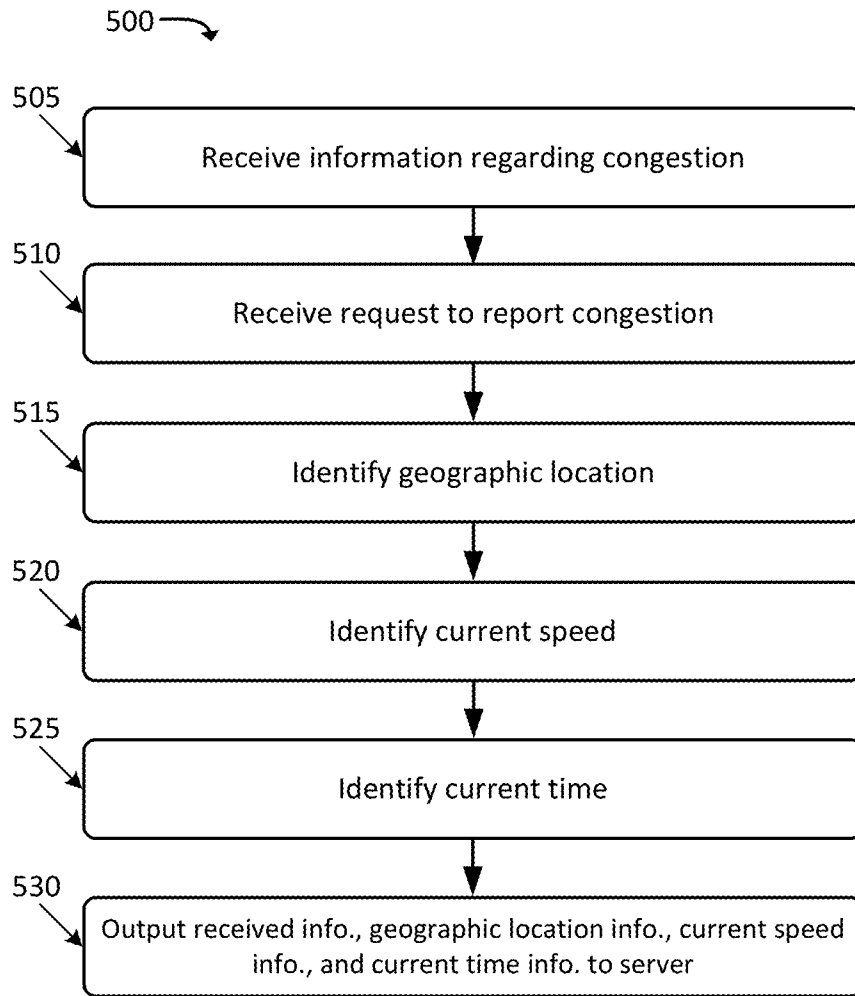 500
505
Receive information regarding congestion
510
Receive request to report congestion
515
Identify geographic location
520
Identify current speed
525
Identify current time
530
Output received info., geographic location info., current speed
info., and current time info. to server